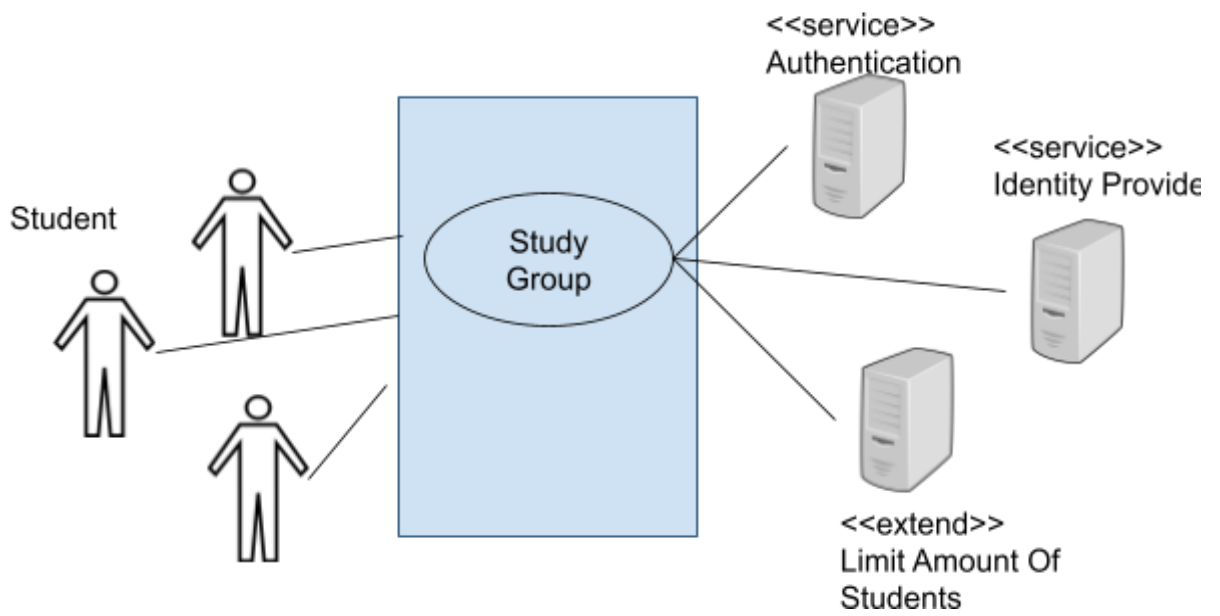 <<service>>
Authentication
<<service>>
Identity Provide
Student
Study
Group
<<extend>>
Limit Amount Of
Students